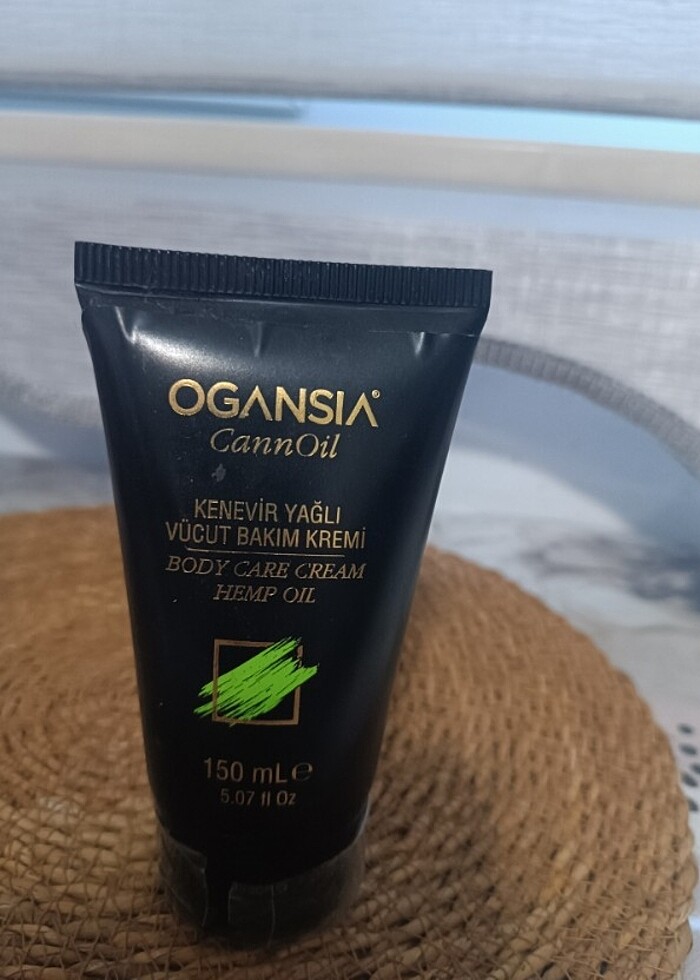 OGANSIA®
CannOil
KENEVİR YAĞLI
VÜCUT BAKIM KREMİ
BODY CARE CREAM
HEMP OIL
150 mL ℮
5.07 fl Oz